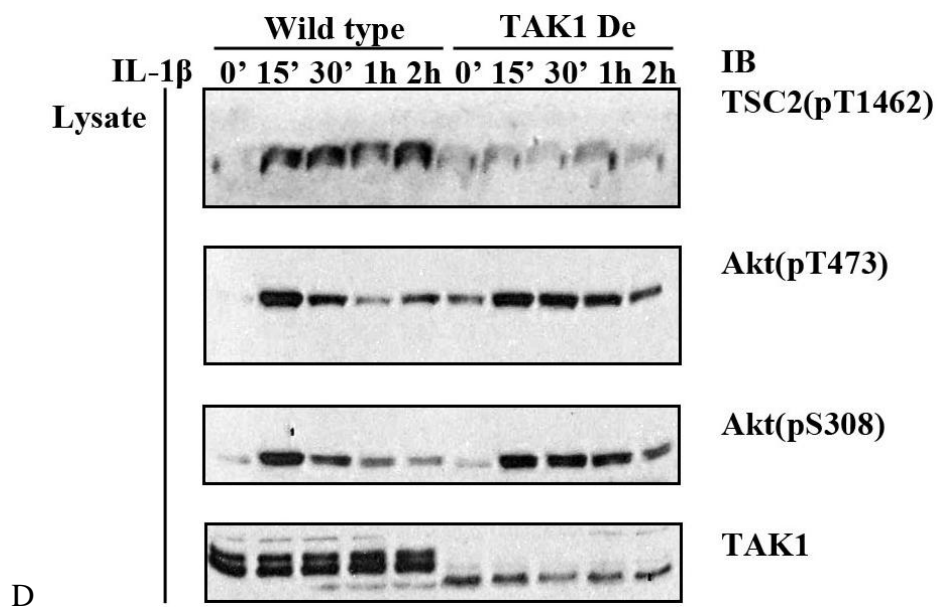 Wild type TAK1 De
IL-1β 0’ 15’ 30’ 1h 2h 0’ 15’ 30’ 1h 2h IB
Lysate TSC2(pT1462)
Akt(pT473)
Akt(pS308)
TAK1
D